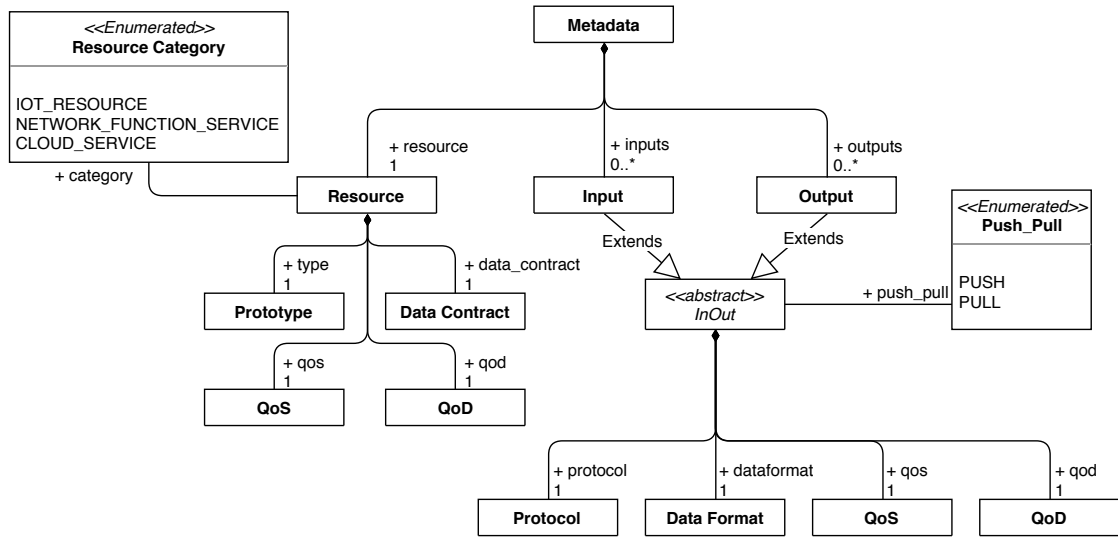 <<Enumerated>>
Resource Category
IOT_RESOURCE
NETWORK_FUNCTION_SERVICE
CLOUD_SERVICE
+ category
Metadata
+ resource
1
+ inputs
0..*
+ outputs
0..*
Resource
Input
Output
<<Enumerated>>
Push_Pull
PUSH
PULL
Extends
Extends
+ type
1
+ data_contract
1
<<abstract>>
InOut
+ push_pull
Prototype
Data Contract
+ qos
1
+ qod
1
QoS
QoD
+ protocol
1
+ dataformat
1
+ qos
1
+ qod
1
Protocol
Data Format
QoS
QoD